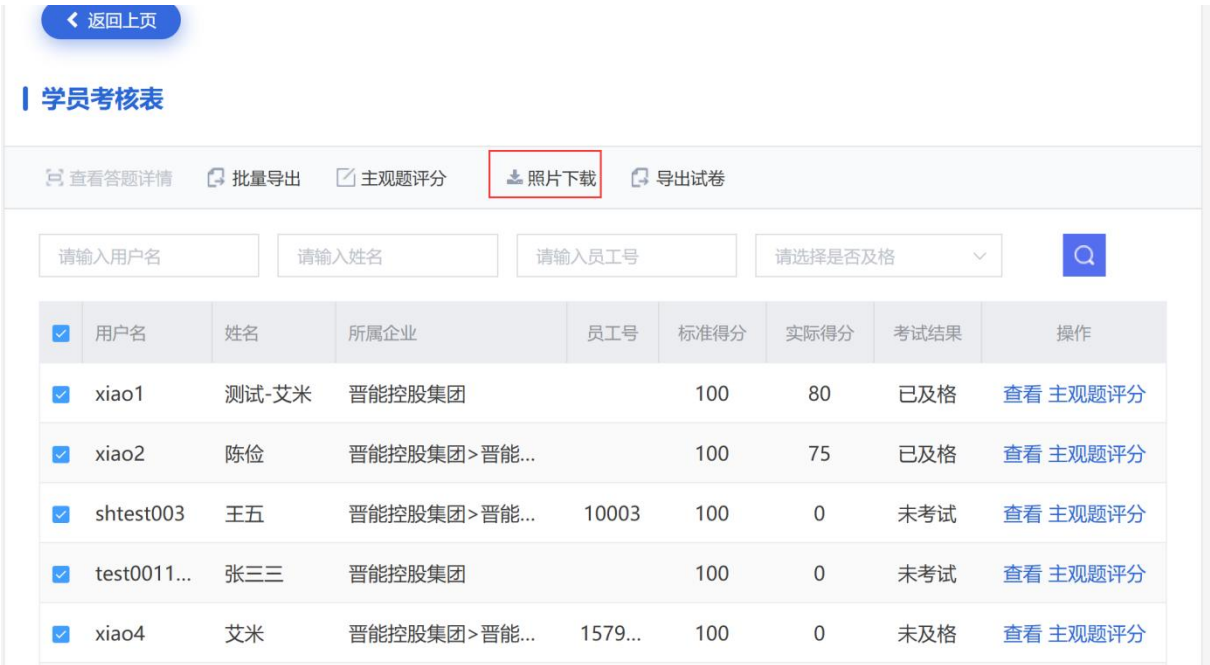 返回上页
学员考核表
查看答题详情 批量导出 主观题评分 照片下载 导出试卷
请输入用户名 请输入姓名 请输入员工号 请选择是否及格
用户名 姓名 所属企业 员工号 标准得分 实际得分 考试结果 操作
xiao1 测试-艾米 晋能控股集团 100 80 已及格 查看 主观题评分
xiao2 陈俭 晋能控股集团>晋能... 100 75 已及格 查看 主观题评分
shtest003 王五 晋能控股集团>晋能... 10003 100 0 未考试 查看 主观题评分
test0011... 张三三 晋能控股集团 100 0 未考试 查看 主观题评分
xiao4 艾米 晋能控股集团>晋能... 1579... 100 0 未及格 查看 主观题评分